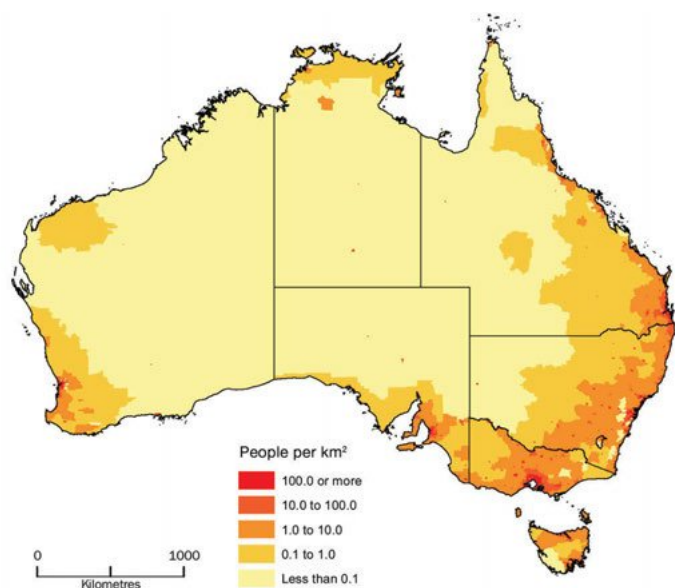 People per km²
100.0 or more
10.0 to 100.0
1.0 to 10.0
0.1 to 1.0
Less than 0.1
0 1000
Kilometres